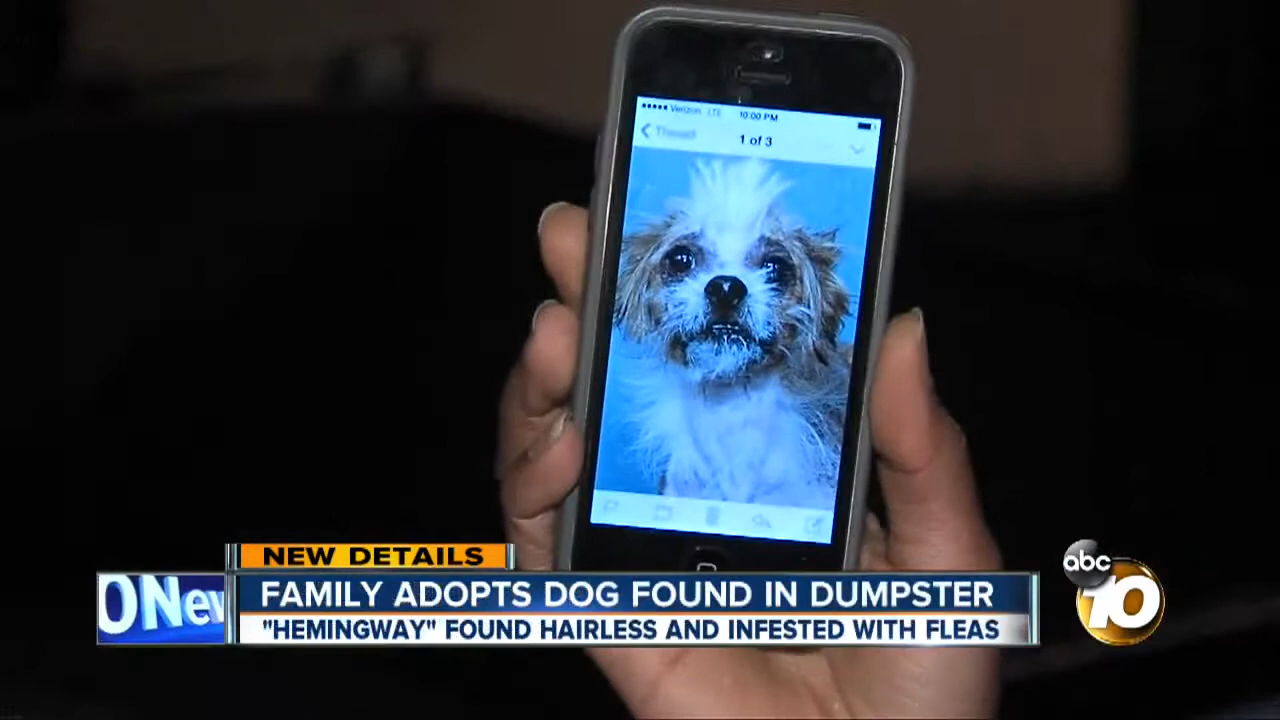 Verizon LTE 10:00 PM
Thread 1 of 3
NEW DETAILS
ONew
FAMILY ADOPTS DOG FOUND IN DUMPSTER
"HEMINGWAY" FOUND HAIRLESS AND INFESTED WITH FLEAS
abc
10